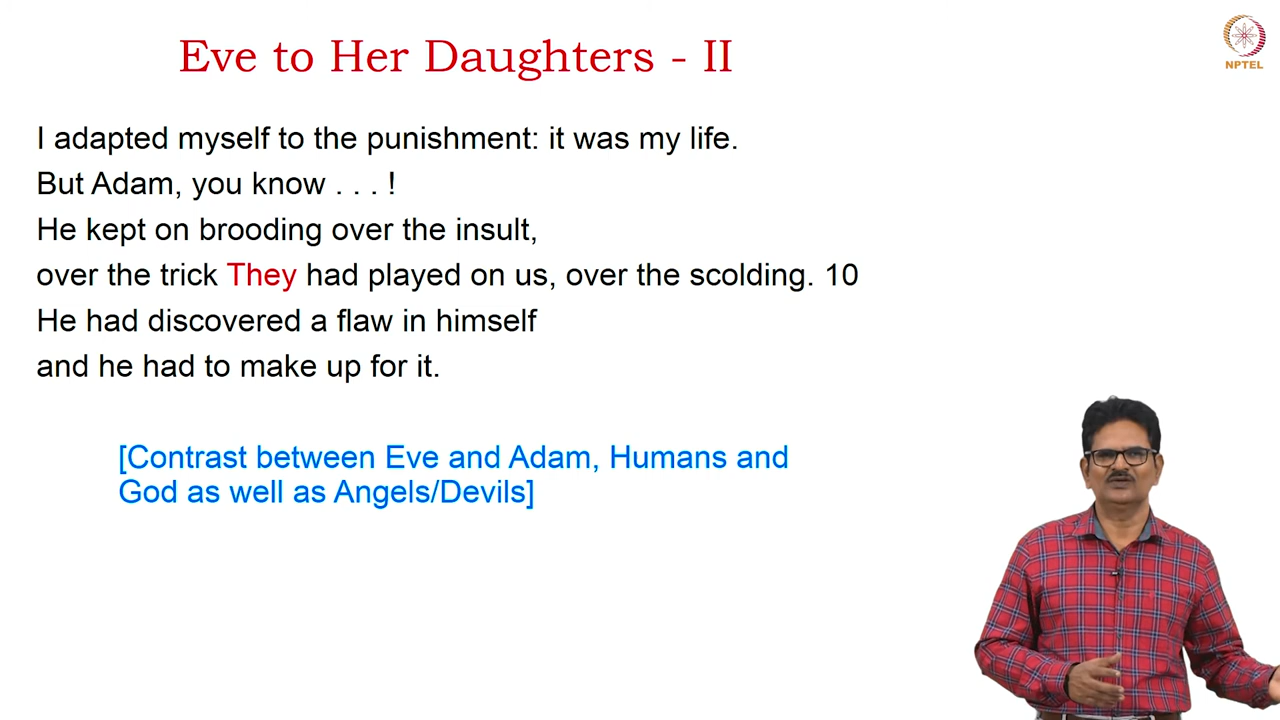 Eve to Her Daughters - II
NPTEL
I adapted myself to the punishment: it was my life.
But Adam, you know . . . !
He kept on brooding over the insult,
over the trick They had played on us, over the scolding. 10
He had discovered a flaw in himself
and he had to make up for it.
[Contrast between Eve and Adam, Humans and
God as well as Angels/Devils]